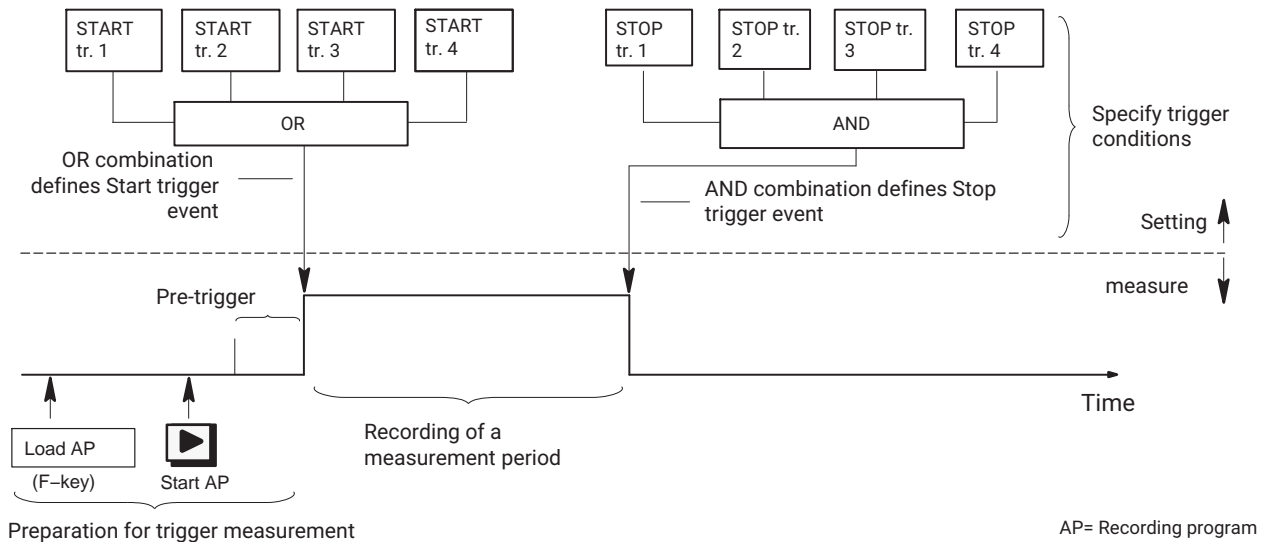 START
tr. 1
START
tr. 2
START
tr. 3
START
tr. 4
STOP
tr. 1
STOP tr.
2
STOP tr.
3
STOP
tr. 4
OR
AND
Specify trigger
conditions
OR combination
defines Start trigger
event
AND combination defines Stop
trigger event
Setting
measure
Pre-trigger
Time
Load AP
(F–key)
Start AP
Recording of a
measurement period
Preparation for trigger measurement
AP= Recording program